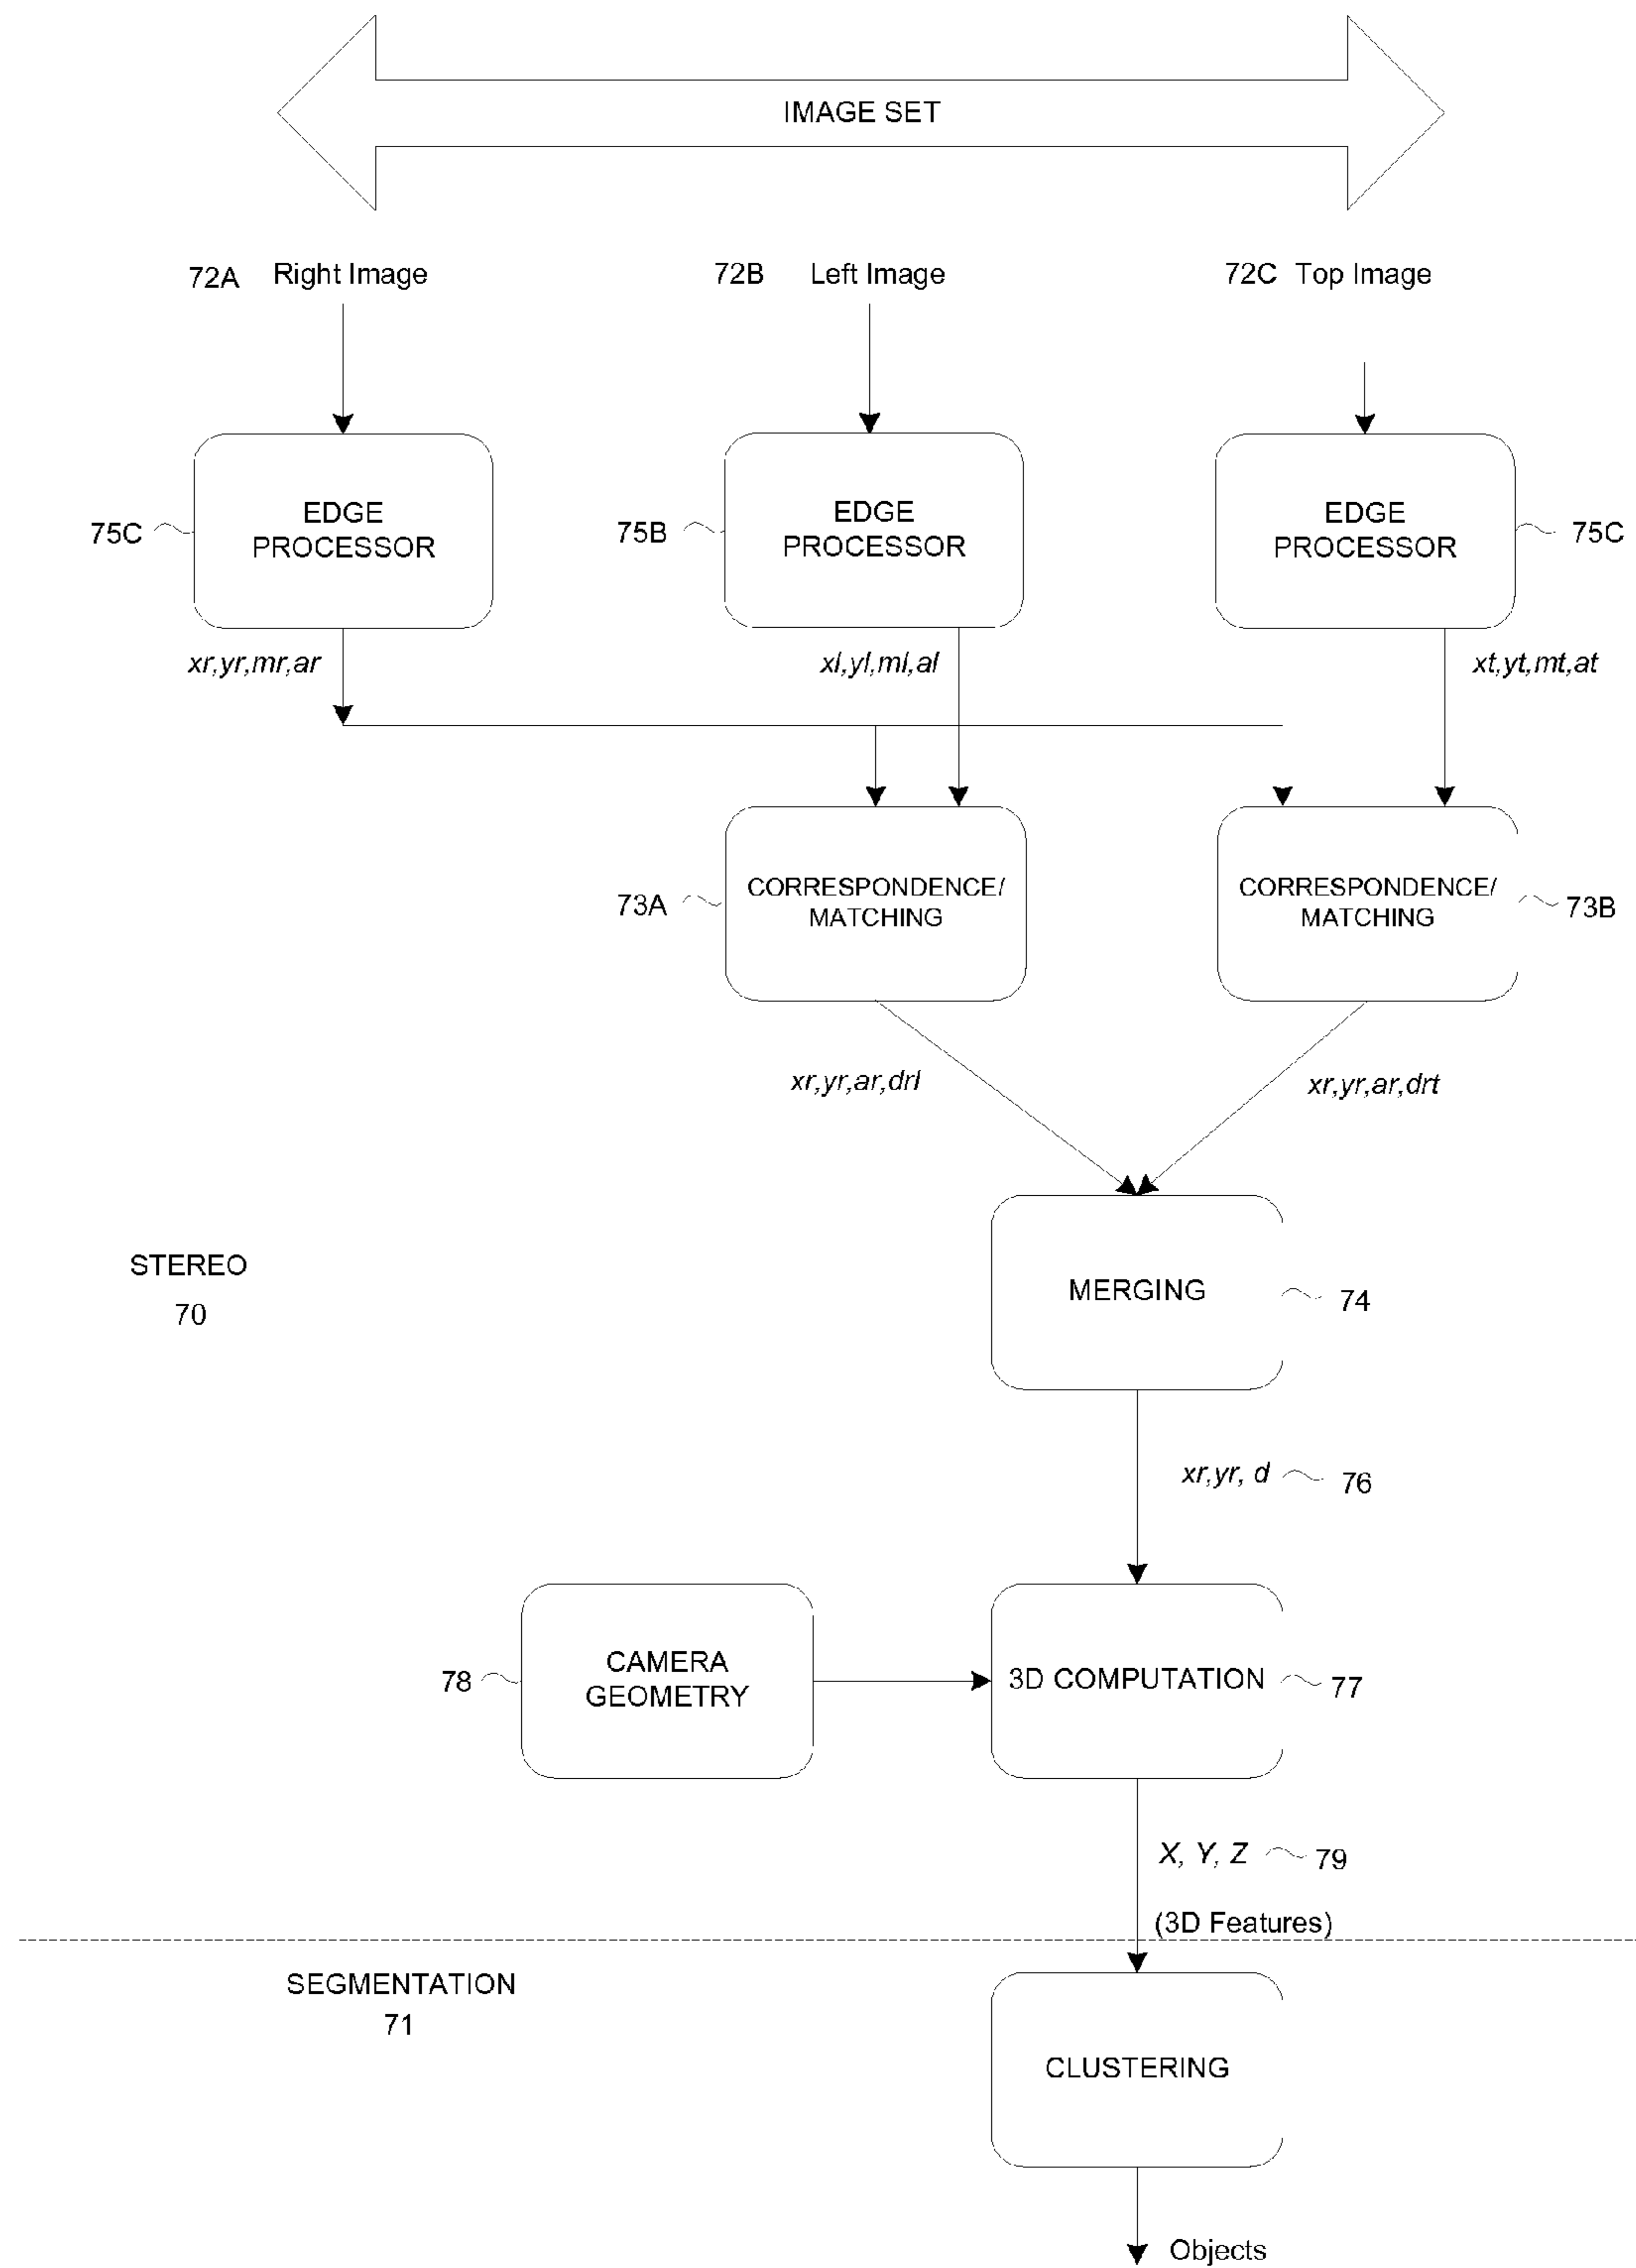 IMAGE SET
72A Right Image
72B Left Image
72C Top Image
75C
EDGE
PROCESSOR
75B
EDGE
PROCESSOR
EDGE
PROCESSOR
75C
xr,yr,mr,ar
xl,yl,ml,al
xt,yt,mt,at
73A
CORRESPONDENCE/
MATCHING
CORRESPONDENCE/
MATCHING
73B
xr,yr,ar,drl
xr,yr,ar,drt
STEREO
70
MERGING
74
xr,yr, d
76
78
CAMERA
GEOMETRY
3D COMPUTATION
77
X, Y, Z
79
(3D Features)
SEGMENTATION
71
CLUSTERING
Objects